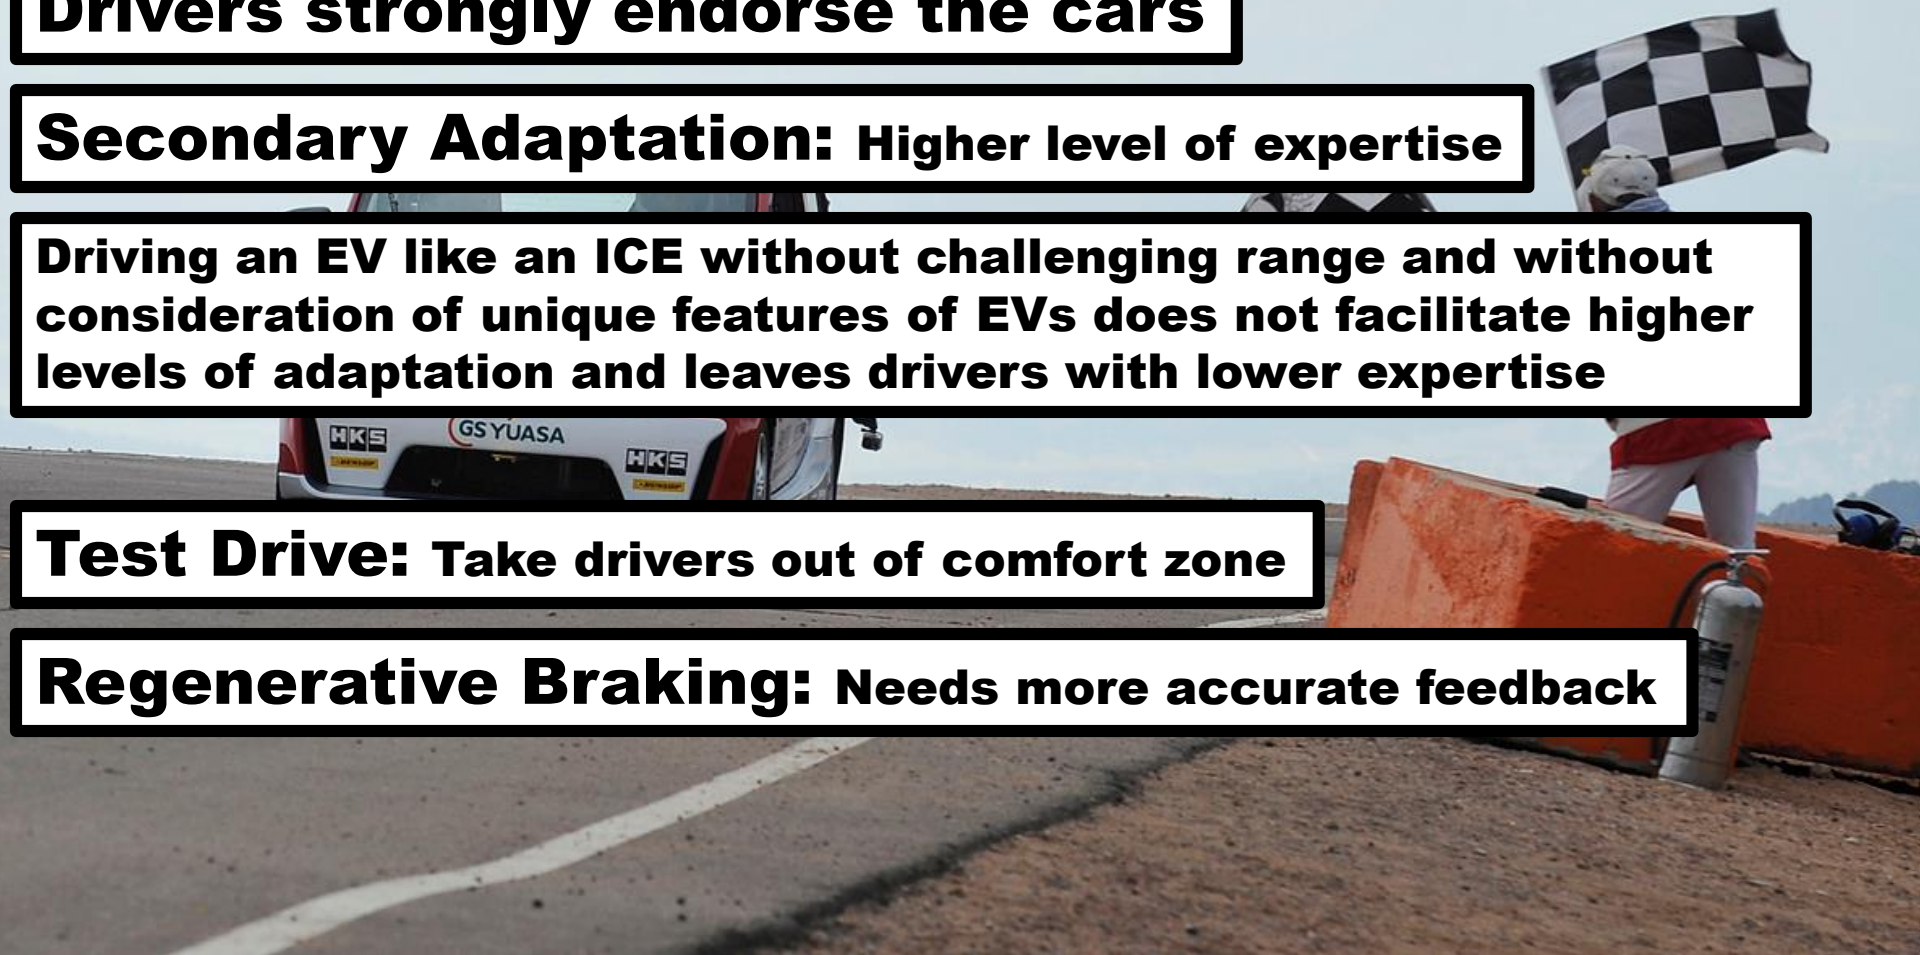 Drivers strongly endorse the cars
Secondary Adaptation: Higher level of expertise
Driving an EV like an ICE without challenging range and without
consideration of unique features of EVs does not facilitate higher
levels of adaptation and leaves drivers with lower expertise
HKS
GS YUASA
DUNLOP
HKS
DUNLOP
Test Drive: Take drivers out of comfort zone
Regenerative Braking: Needs more accurate feedback